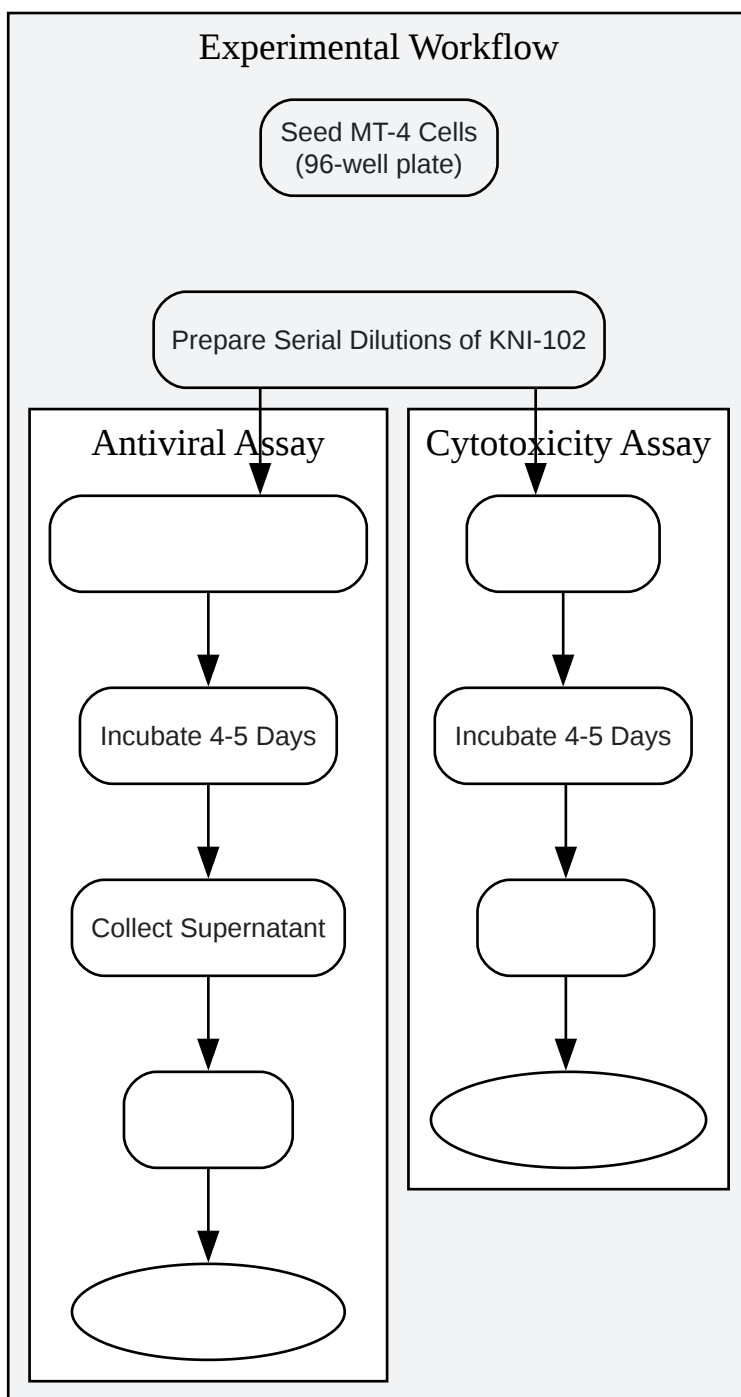 Experimental Workflow
Seed MT-4 Cells
(96-well plate)
Prepare Serial Dilutions of KNI-102
Antiviral Assay
Incubate 4-5 Days
Collect Supernatant
Cytotoxicity Assay
Incubate 4-5 Days